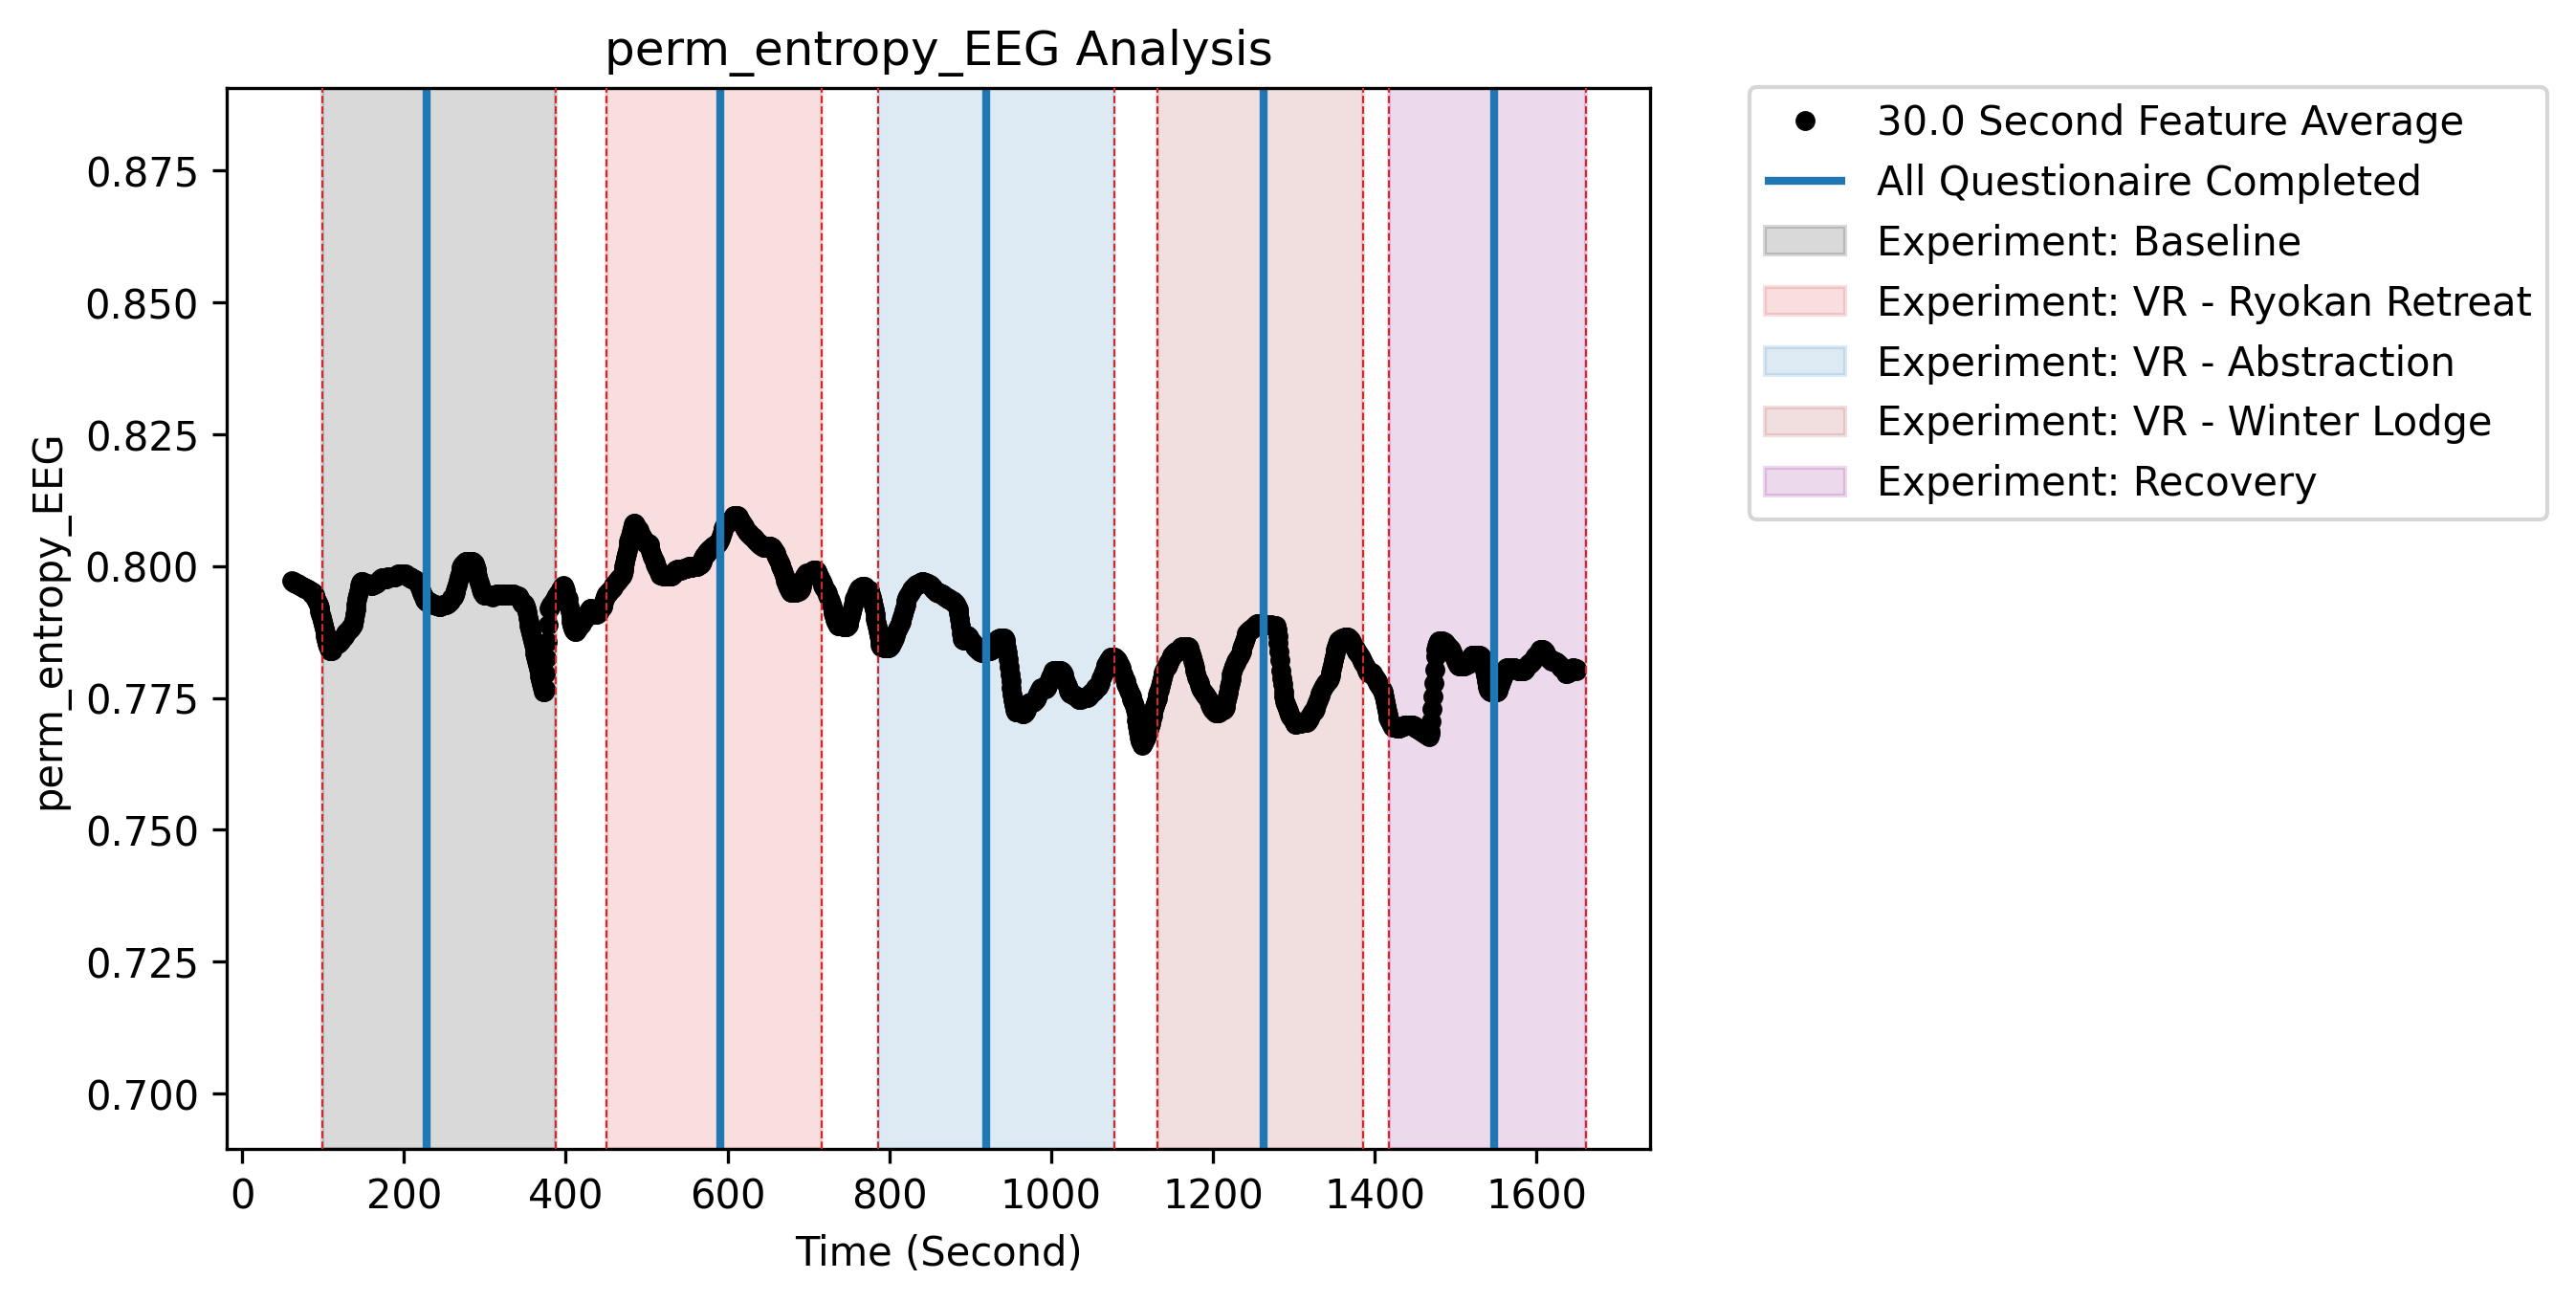 perm_entropy_EEG Analysis
perm_entropy_EEG
0.875
0.850
0.825
0.800
0.775
0.750
0.725
0.700
0 200 400 600 800 1000 1200 1400 1600
Time (Second)
30.0 Second Feature Average
All Questionaire Completed
Experiment: Baseline
Experiment: VR - Ryokan Retreat
Experiment: VR - Abstraction
Experiment: VR - Winter Lodge
Experiment: Recovery